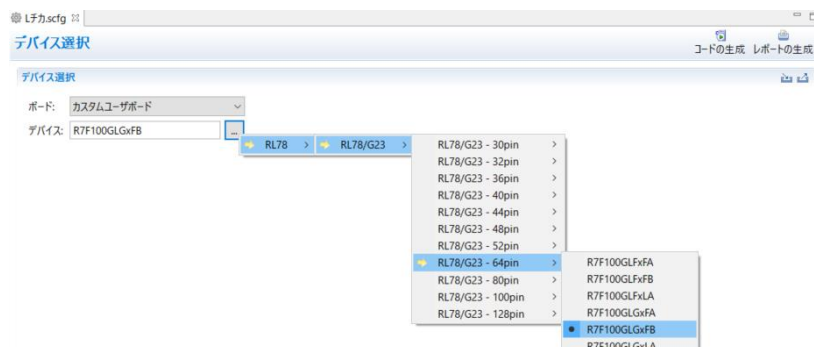 Lチカ.scfg
デバイス選択
コードの生成 レポートの生成
デバイス選択
ボード: カスタムユーザボード
デバイス: R7F100GLGxFB ...
RL78 RL78/G23 RL78/G23 - 30pin
RL78/G23 - 32pin
RL78/G23 - 36pin
RL78/G23 - 40pin
RL78/G23 - 44pin
RL78/G23 - 48pin
RL78/G23 - 52pin
RL78/G23 - 64pin R7F100GLFxFA
RL78/G23 - 80pin R7F100GLFxFB
RL78/G23 - 100pin R7F100GLFxLA
RL78/G23 - 128pin R7F100GLGxFA
R7F100GLGxFB
R7F100GLGxLA